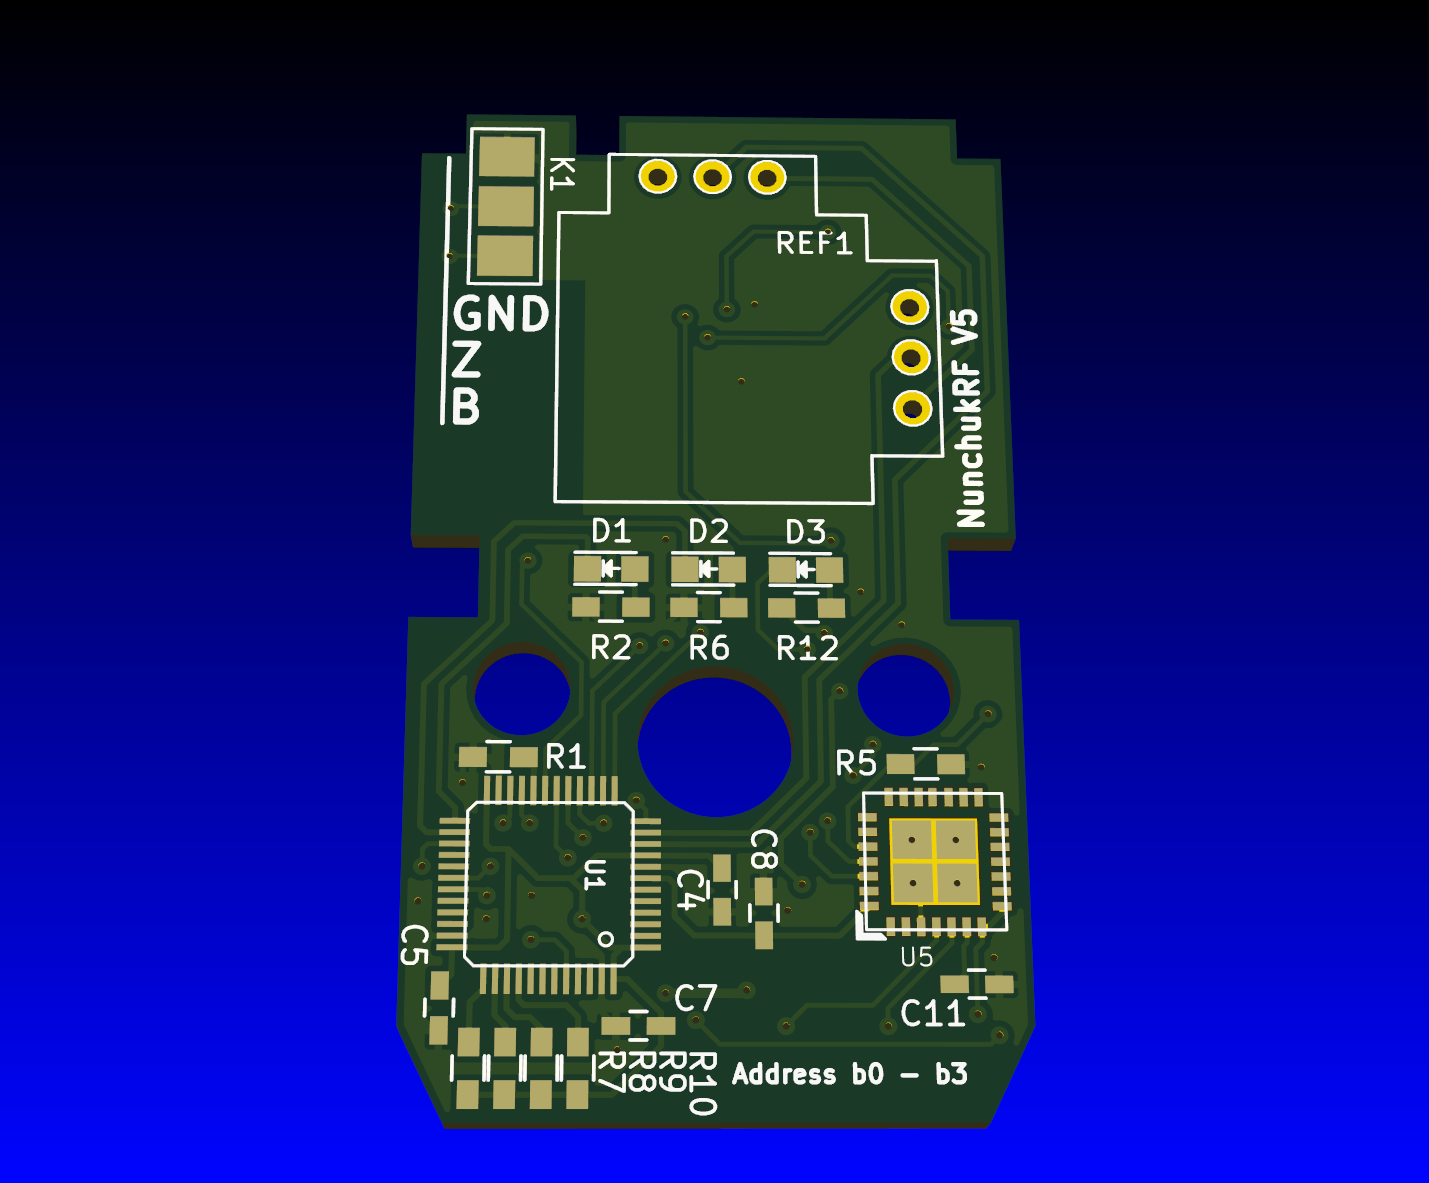 K1
REF1
GND
Z
B
NunchukRF V5
D1 D2 D3
R2 R6 R12
R1
R5
C8
U1
C4
C5
U5
C7
C11
R7
R8
R9
R10
Address b0 - b3